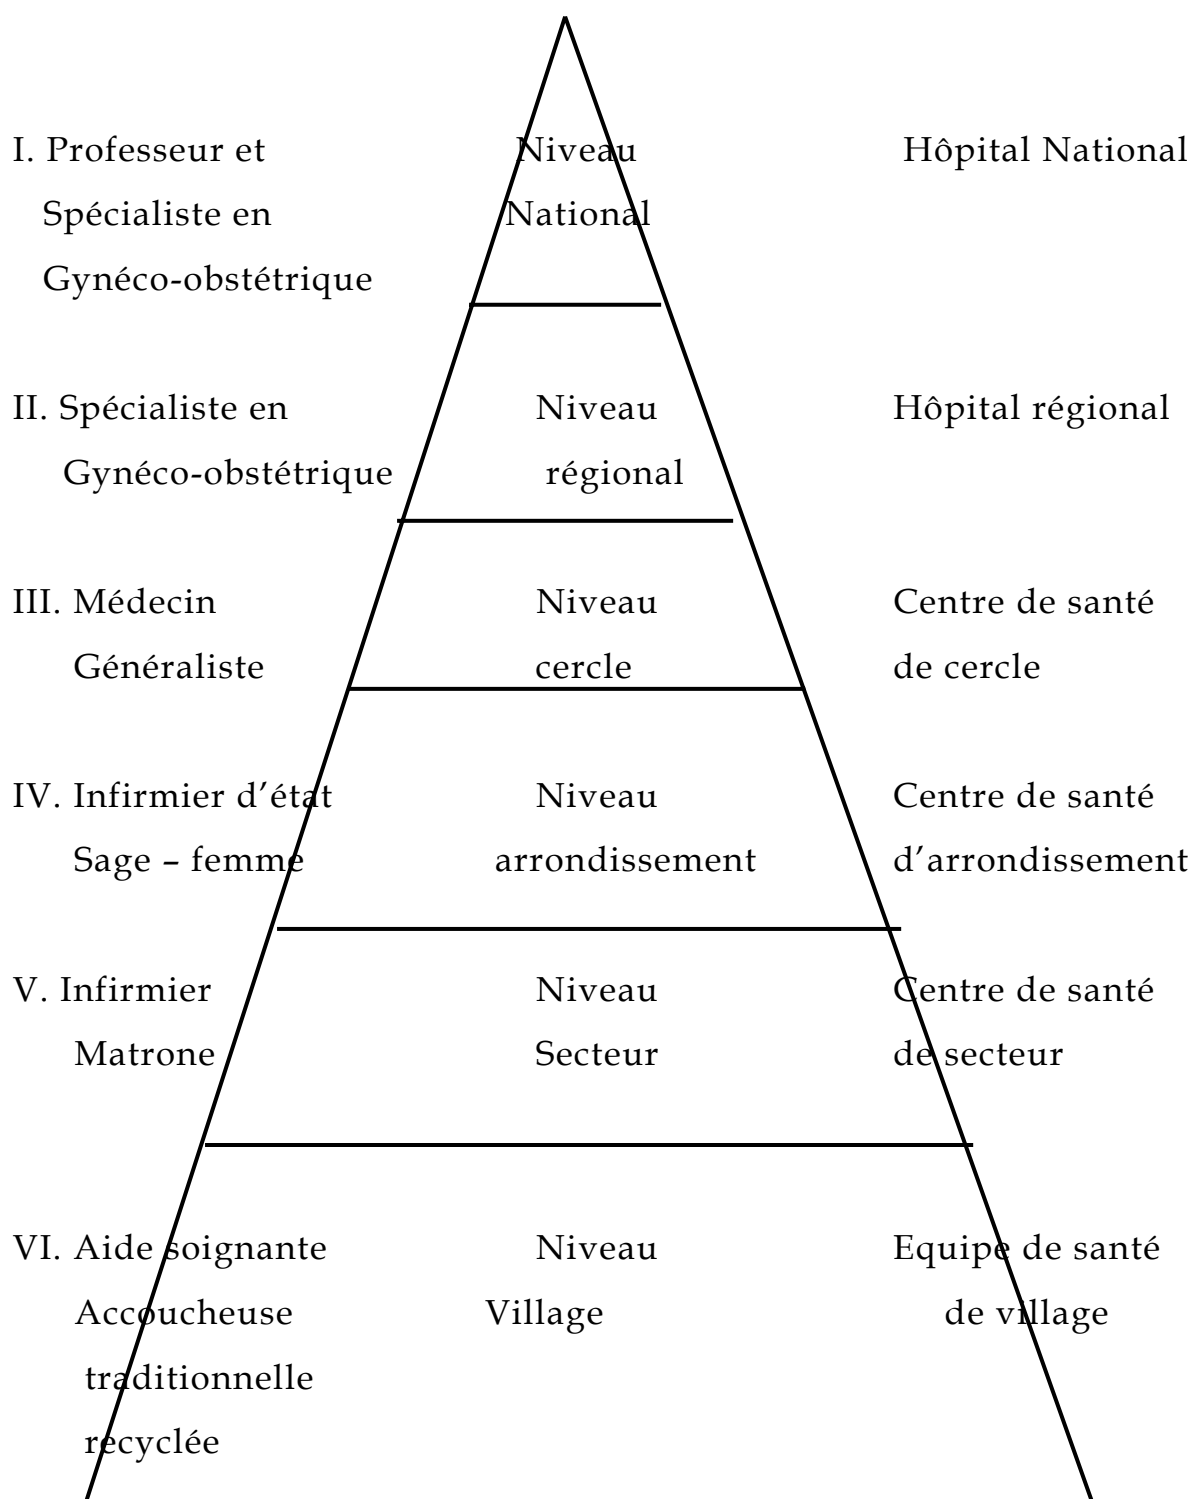 I. Professeur et Niveau Hôpital National
Spécialiste en National
Gynéco-obstétrique
II. Spécialiste en Niveau Hôpital régional
Gynéco-obstétrique régional
III. Médecin Niveau Centre de santé
Généraliste cercle de cercle
IV. Infirmier d’état Niveau Centre de santé
Sage – femme arrondissement d’arrondissement
V. Infirmier Niveau Centre de santé
Matrone Secteur de secteur
VI. Aide soignante Niveau Equipe de santé
Accoucheuse Village de village
traditionnelle
recyclée